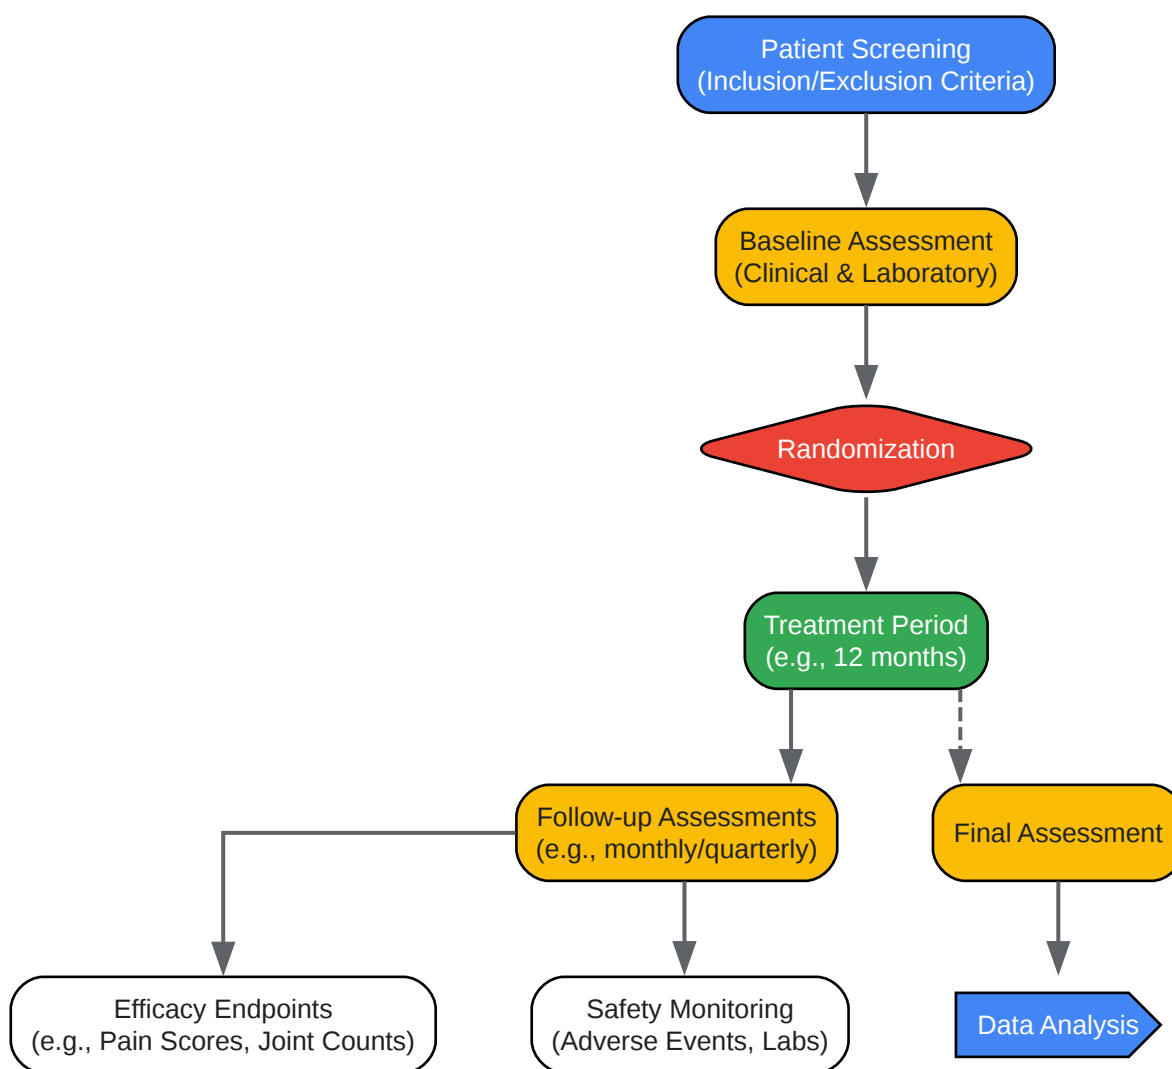 Patient Screening
(Inclusion/Exclusion Criteria)
Baseline Assessment
(Clinical & Laboratory)
Randomization
Treatment Period
(e.g., 12 months)
Follow-up Assessments
(e.g., monthly/quarterly)
Final Assessment
Efficacy Endpoints
(e.g., Pain Scores, Joint Counts)
Safety Monitoring
(Adverse Events, Labs)
Data Analysis